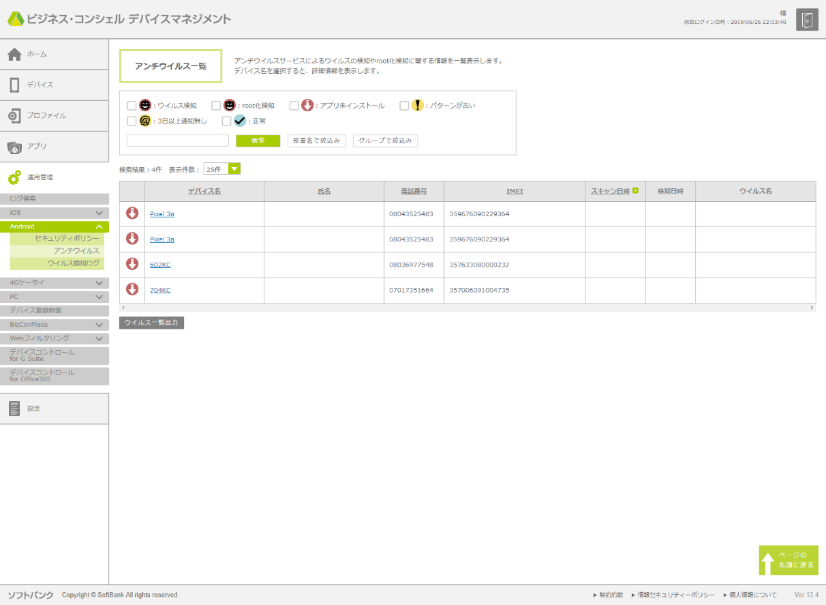 ビジネス・コンシェル デバイスマネジメント
様
前回ログイン日時：2019/06/26 22:03:40
ホーム
デバイス
プロファイル
アプリ
運用管理
ログ検索
iOS
Android
セキュリティポリシー
アンチウイルス
ウイルス検知ログ
4Gケータイ
PC
デバイス登録制限
BizConPlace
Webフィルタリング
デバイスコントロール
for G Suite
デバイスコントロール
for Office365
設定
アンチウイルス一覧
アンチウイルスサービスによるウイルスの検知やroot化検知に関する情報を一覧表示します。
デバイス名を選択すると、詳細情報を表示します。
：ウイルス検知 ：root化検知 ：アプリ未インストール ：パターンが古い
：3日以上通知無し ：正常
検索 部署名で絞込み グループで絞込み
検索結果：4件 表示件数： 25件
デバイス名 氏名 電話番号 IMEI スキャン日時 検知日時 ウイルス名
Pixel 3a 08043525483 359676090229364
Pixel 3a 08043525483 359676090229364
602KC 08036977548 357633080000232
704KC 07017351664 357006091004735
ウイルス一覧出力
ページの
先頭に戻る
ソフトバンク Copyright © SoftBank All rights reserved.
契約約款 情報セキュリティーポリシー 個人情報について Ver 12.4